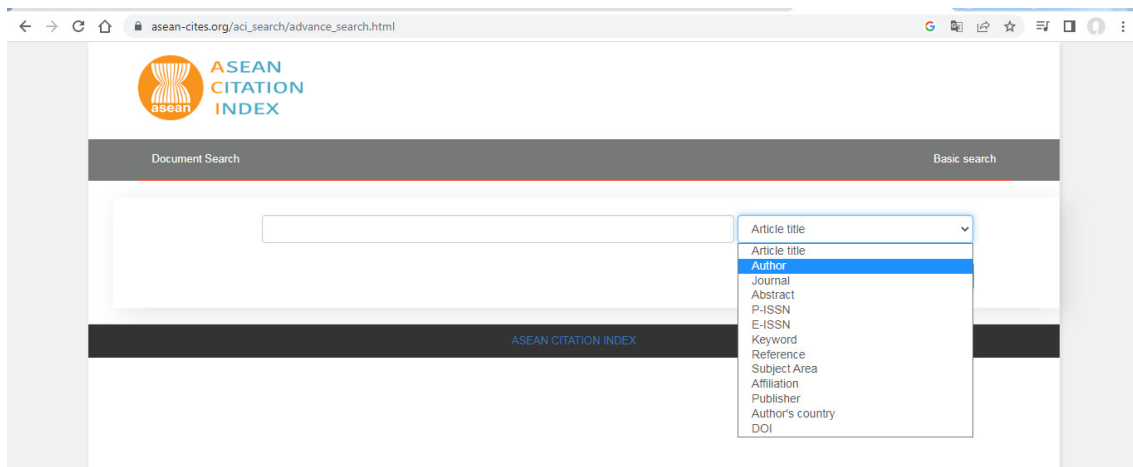 asean-cites.org/aci_search/advance_search.html
ASEAN
CITATION
INDEX
asean
Document Search
Basic search
Article title
Article title
Author
Journal
Abstract
P-ISSN
E-ISSN
Keyword
Reference
Subject Area
Affiliation
Publisher
Author's country
DOI
ASEAN CITATION INDEX